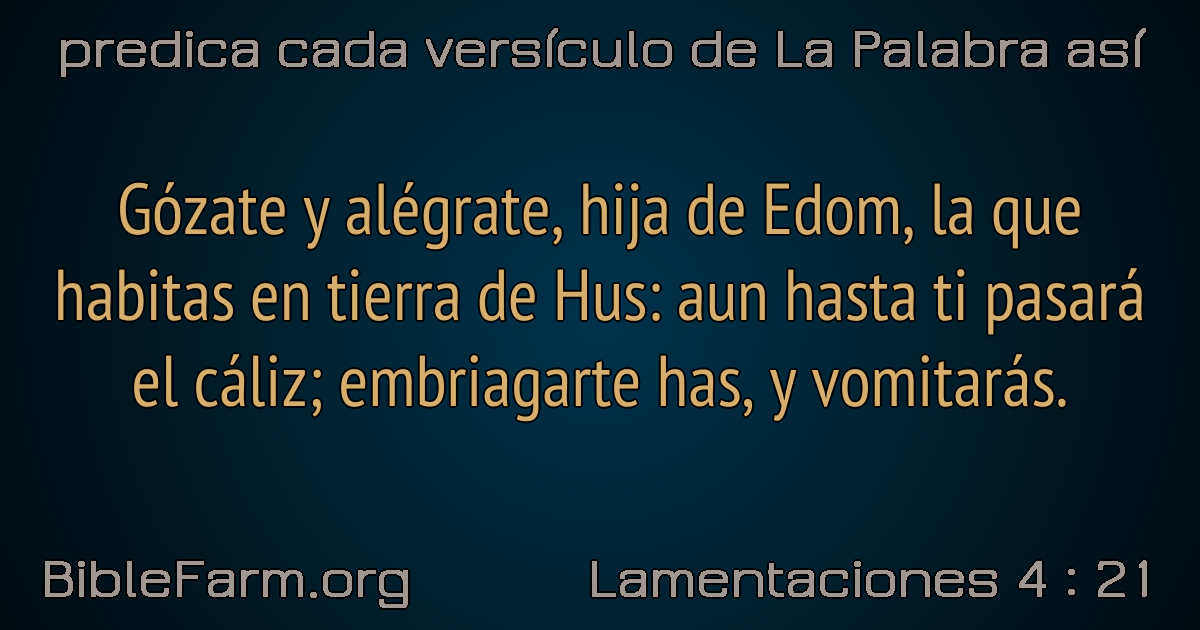 predica cada versículo de La Palabra así
Gózate y alégrate, hija de Edom, la que
habitas en tierra de Hus: aun hasta ti pasará
el cáliz; embriagarte has, y vomitarás.
BibleFarm.org
Lamentaciones 4 : 21